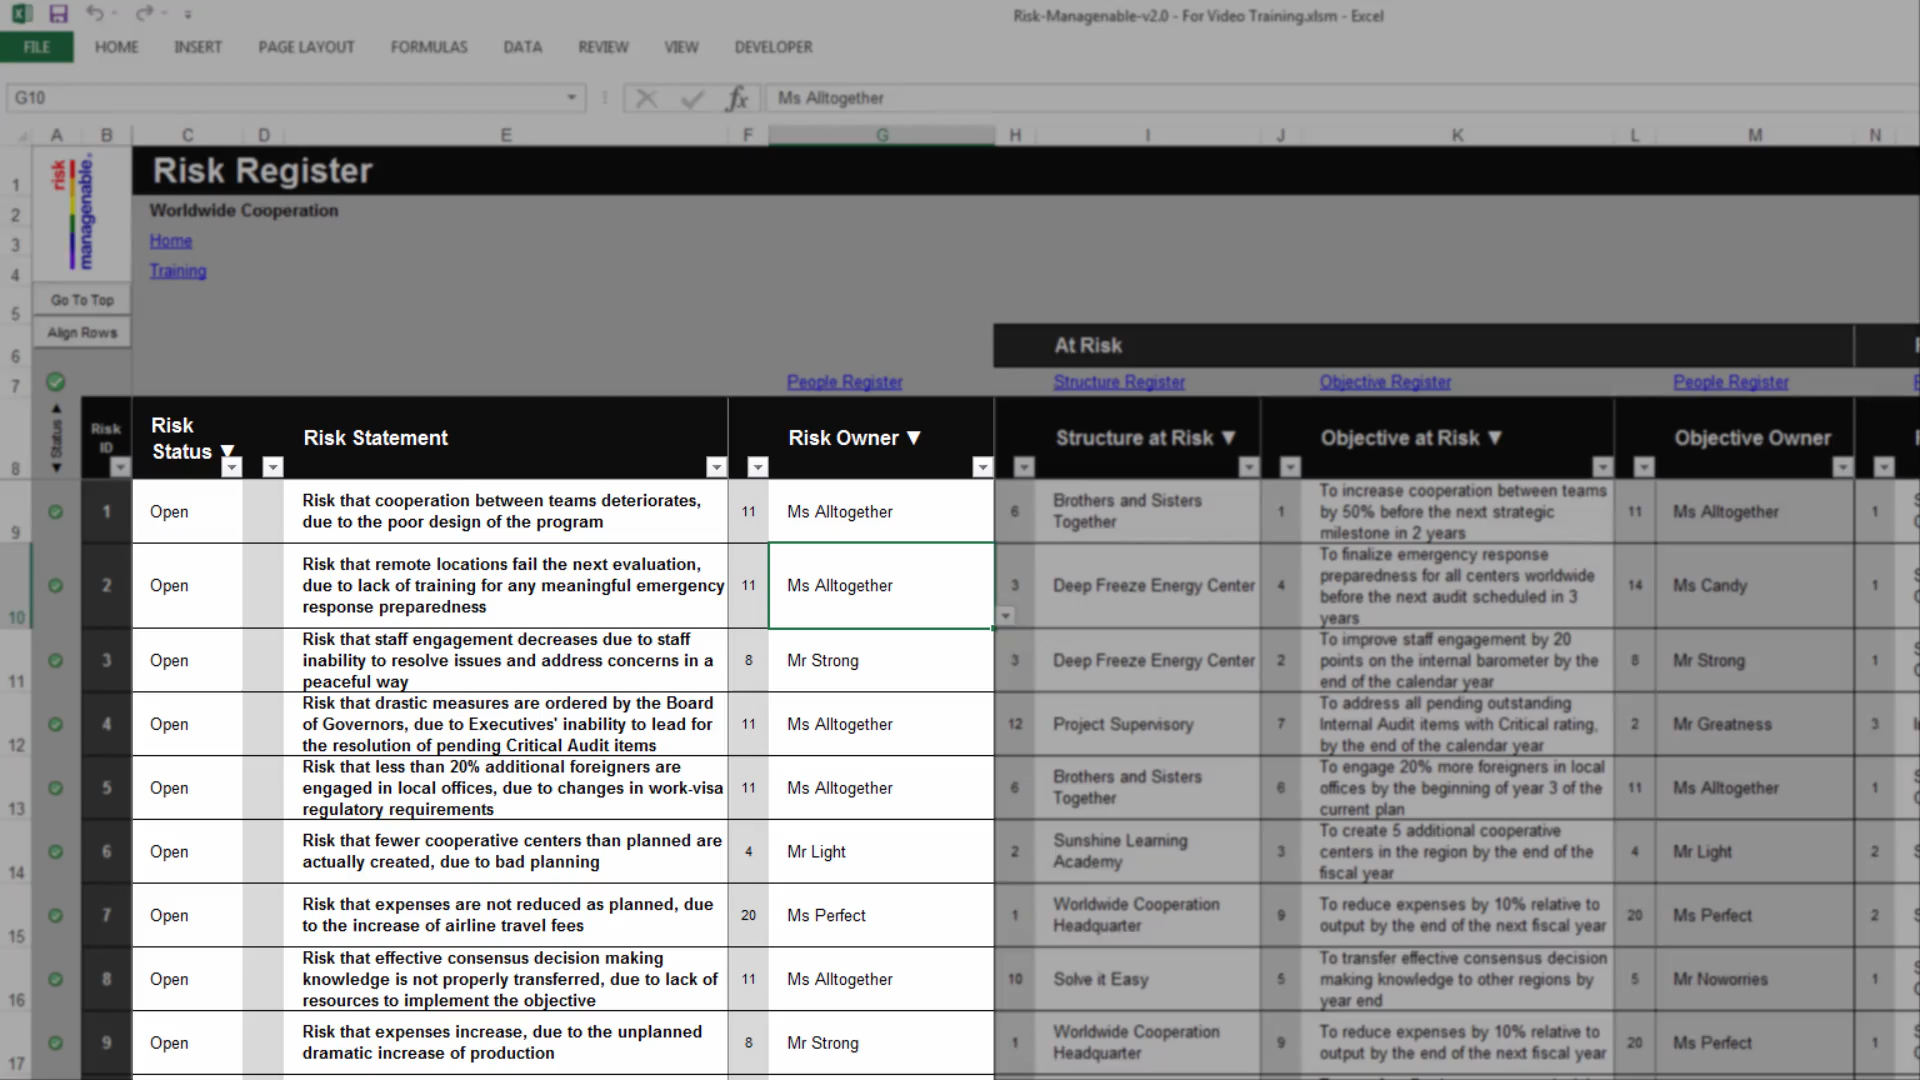 Risk-Managenable-v2.0 - For Video Training.xlsm - Excel
FILE HOME INSERT PAGE LAYOUT FORMULAS DATA REVIEW VIEW DEVELOPER
G10 fx Ms Alltogether
A B C D E F G H I J K L M N
risk managenable.
1 Risk Register
2 Worldwide Cooperation
3 Home
4 Training
Go To Top
5
Align Rows
6 At Risk
7 People Register Structure Register Objective Register People Register
8 ▲ Status ▼ Risk ID Risk Status ▼ Risk Statement Risk Owner ▼ Structure at Risk ▼ Objective at Risk ▼ Objective Owner
Risk that cooperation between teams deteriorates,
due to the poor design of the program
9 1 Open 11 Ms Alltogether 6
Brothers and Sisters
Together
1
To increase cooperation between teams
by 50% before the next strategic
milestone in 2 years
11 Ms Alltogether 1
Risk that remote locations fail the next evaluation,
due to lack of training for any meaningful emergency
response preparedness
10 2 Open 11 Ms Alltogether 3 Deep Freeze Energy Center 4
To finalize emergency response
preparedness for all centers worldwide
before the next audit scheduled in 3
years
14 Ms Candy 1
Risk that staff engagement decreases due to staff
inability to resolve issues and address concerns in a
peaceful way
11 3 Open 8 Mr Strong 3 Deep Freeze Energy Center 2
To improve staff engagement by 20
points on the internal barometer by the
end of the calendar year
8 Mr Strong 1
Risk that drastic measures are ordered by the Board
of Governors, due to Executives' inability to lead for
the resolution of pending Critical Audit items
12 4 Open 11 Ms Alltogether 12 Project Supervisory 7
To address all pending outstanding
Internal Audit items with Critical rating,
by the end of the calendar year
2 Mr Greatness 3
Risk that less than 20% additional foreigners are
engaged in local offices, due to changes in work-visa
regulatory requirements
13 5 Open 11 Ms Alltogether 6
Brothers and Sisters
Together
6
To engage 20% more foreigners in local
offices by the beginning of year 3 of the
current plan
11 Ms Alltogether 1
Risk that fewer cooperative centers than planned are
actually created, due to bad planning
14 6 Open 4 Mr Light 2
Sunshine Learning
Academy
3
To create 5 additional cooperative
centers in the region by the end of the
fiscal year
4 Mr Light 2
Risk that expenses are not reduced as planned, due
to the increase of airline travel fees
15 7 Open 20 Ms Perfect 1
Worldwide Cooperation
Headquarter
9
To reduce expenses by 10% relative to
output by the end of the next fiscal year
20 Ms Perfect 2
Risk that effective consensus decision making
knowledge is not properly transferred, due to lack of
resources to implement the objective
16 8 Open 11 Ms Alltogether 10 Solve it Easy 5
To transfer effective consensus decision
making knowledge to other regions by
year end
5 Mr Noworries 1
Risk that expenses increase, due to the unplanned
dramatic increase of production
17 9 Open 8 Mr Strong 1
Worldwide Cooperation
Headquarter
9
To reduce expenses by 10% relative to
output by the end of the next fiscal year
20 Ms Perfect 1